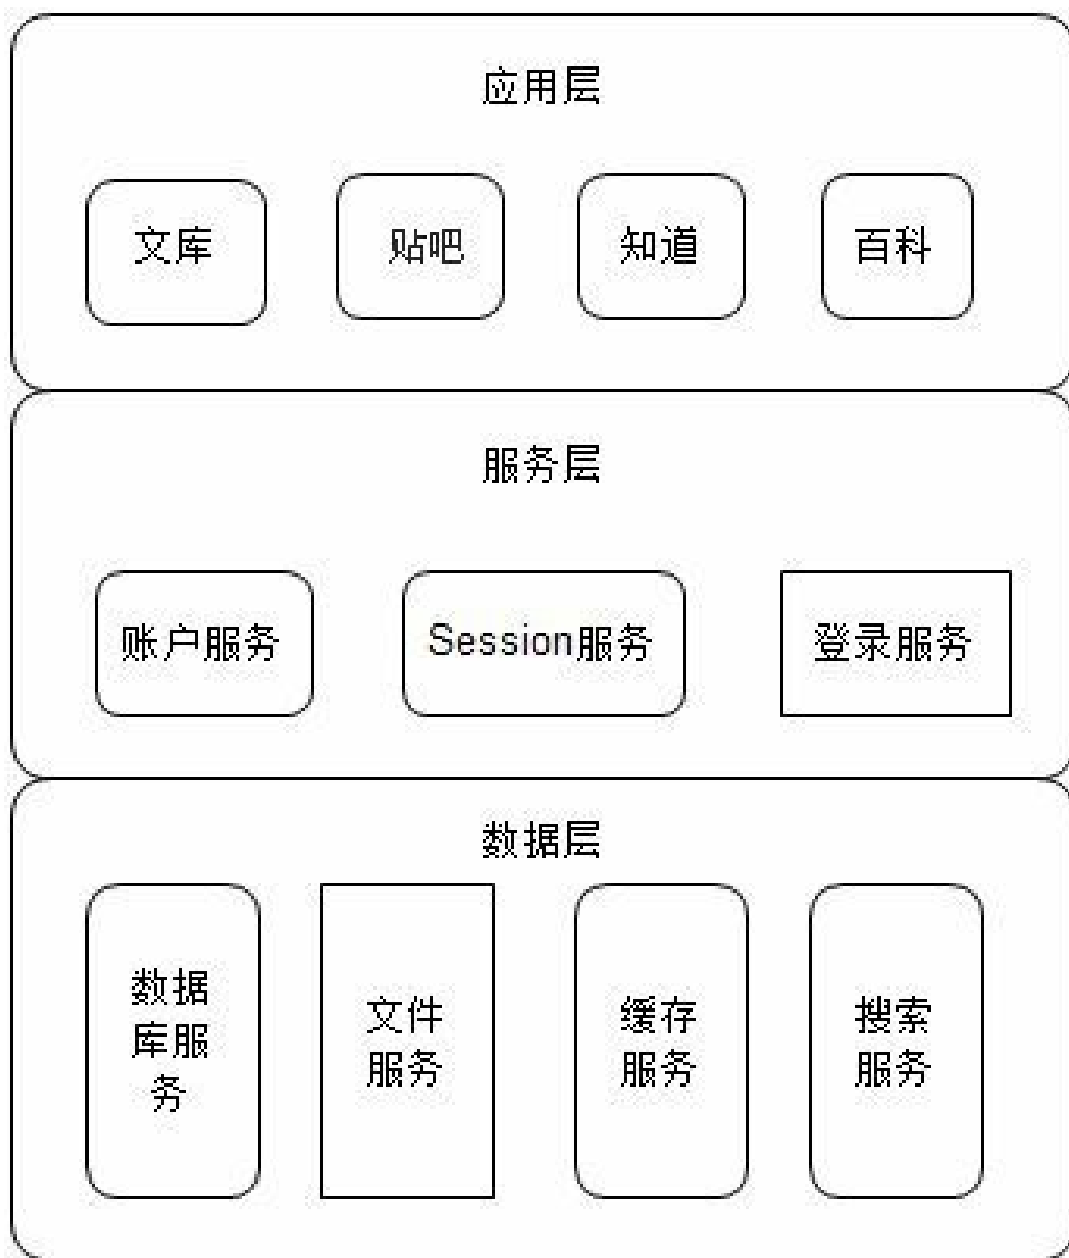 应用层
文库
贴吧
知道
百科
服务层
账户服务
Session服务
登录服务
数据层
数据
库服
务
文件
服务
缓存
服务
搜索
服务